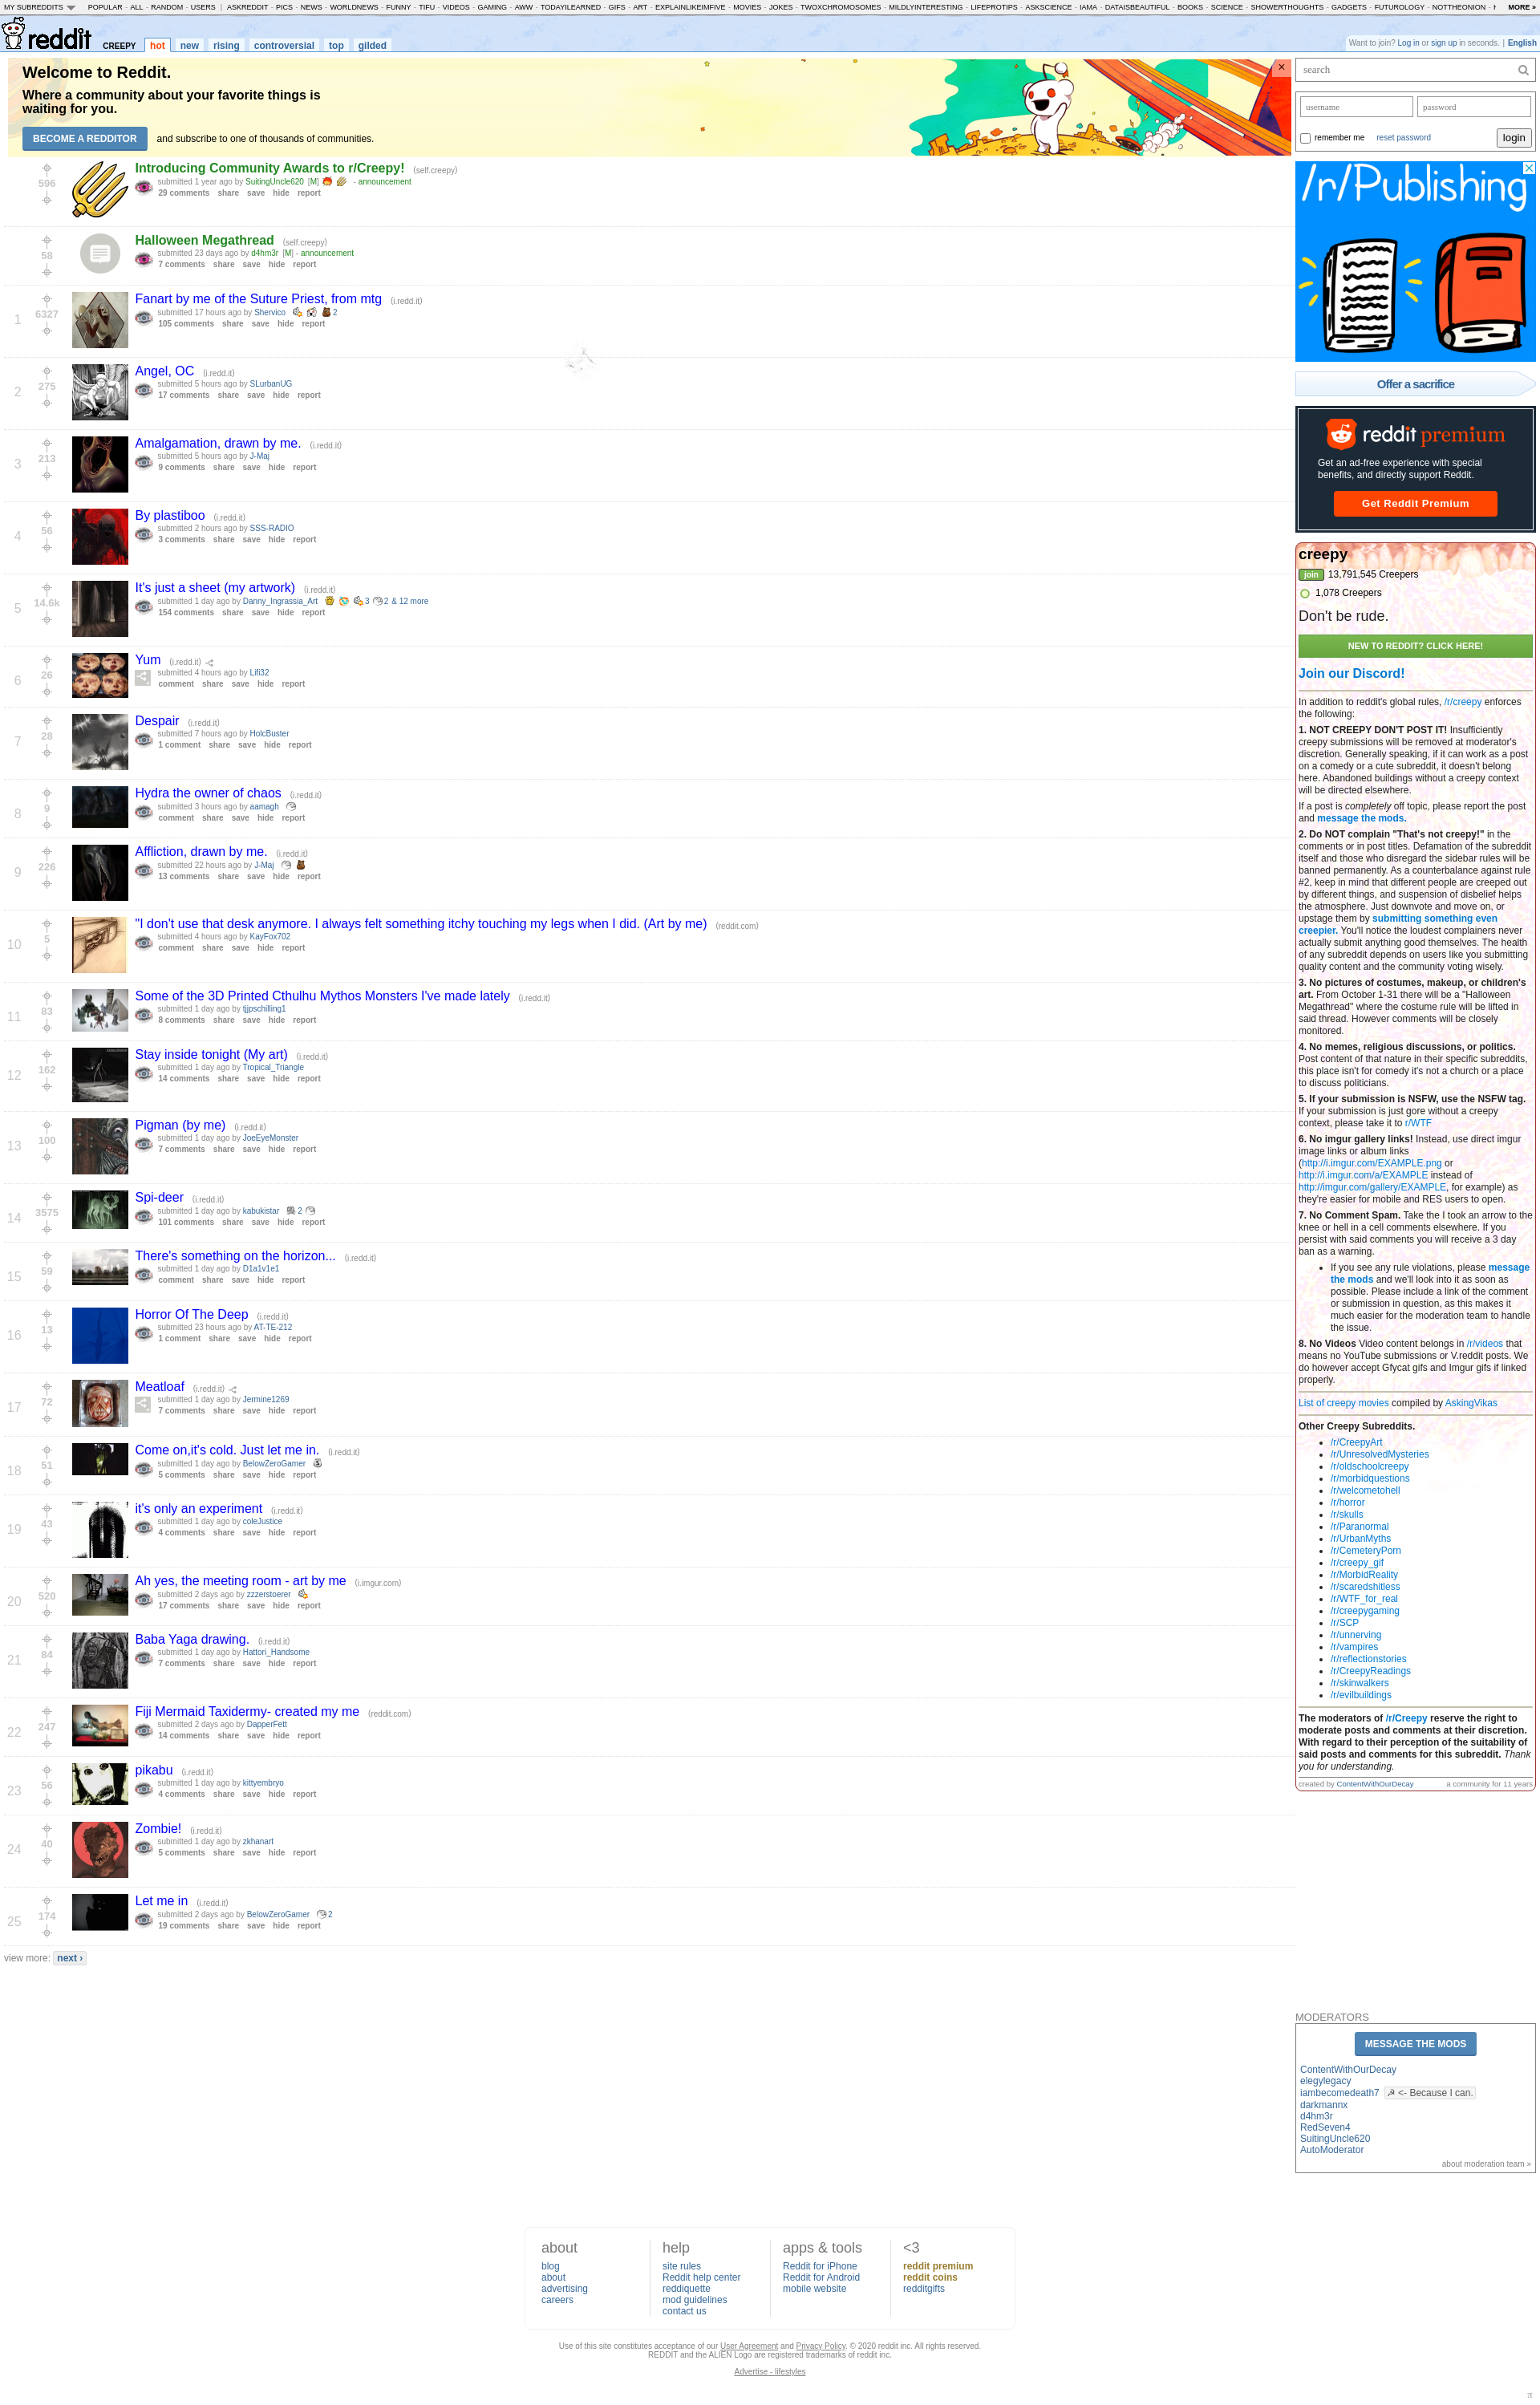 MY SUBREDDITS POPULAR - ALL - RANDOM - USERS | ASKREDDIT - PICS - NEWS - WORLDNEWS - FUNNY - TIFU - VIDEOS - GAMING - AWW - TODAYILEARNED - GIFS - ART - EXPLAINLIKEIMFIVE - MOVIES - JOKES - TWOXCHROMOSOMES - MILDLYINTERESTING - LIFEPROTIPS - ASKSCIENCE - IAMA - DATAISBEAUTIFUL - BOOKS - SCIENCE - SHOWERTHOUGHTS - GADGETS - FUTUROLOGY - NOTTHEONION - MORE »
reddit CREEPY hot new rising controversial top gilded
Want to join? Log in or sign up in seconds. | English
Welcome to Reddit.
Where a community about your favorite things is
waiting for you.
BECOME A REDDITOR and subscribe to one of thousands of communities.
×
596
Introducing Community Awards to r/Creepy! (self.creepy)
submitted 1 year ago by SuitingUncle620 [M] - announcement
29 comments share save hide report
58
Halloween Megathread (self.creepy)
submitted 23 days ago by d4hm3r [M] - announcement
7 comments share save hide report
1
6327
Fanart by me of the Suture Priest, from mtg (i.redd.it)
submitted 17 hours ago by Shervico 2
105 comments share save hide report
2
275
Angel, OC (i.redd.it)
submitted 5 hours ago by SLurbanUG
17 comments share save hide report
3
213
Amalgamation, drawn by me. (i.redd.it)
submitted 5 hours ago by J-Maj
9 comments share save hide report
4
56
By plastiboo (i.redd.it)
submitted 2 hours ago by SSS-RADIO
3 comments share save hide report
5
14.6k
It's just a sheet (my artwork) (i.redd.it)
submitted 1 day ago by Danny_Ingrassia_Art 3 2 & 12 more
154 comments share save hide report
6
26
Yum (i.redd.it)
submitted 4 hours ago by Lifi32
comment share save hide report
7
28
Despair (i.redd.it)
submitted 7 hours ago by HolcBuster
1 comment share save hide report
8
9
Hydra the owner of chaos (i.redd.it)
submitted 3 hours ago by aamagh
comment share save hide report
9
226
Affliction, drawn by me. (i.redd.it)
submitted 22 hours ago by J-Maj
13 comments share save hide report
10
5
"I don't use that desk anymore. I always felt something itchy touching my legs when I did. (Art by me) (reddit.com)
submitted 4 hours ago by KayFox702
comment share save hide report
11
83
Some of the 3D Printed Cthulhu Mythos Monsters I've made lately (i.redd.it)
submitted 1 day ago by tjjpschilling1
8 comments share save hide report
12
162
Stay inside tonight (My art) (i.redd.it)
submitted 1 day ago by Tropical_Triangle
14 comments share save hide report
13
100
Pigman (by me) (i.redd.it)
submitted 1 day ago by JoeEyeMonster
7 comments share save hide report
14
3575
Spi-deer (i.redd.it)
submitted 1 day ago by kabukistar 2
101 comments share save hide report
15
59
There's something on the horizon... (i.redd.it)
submitted 1 day ago by D1a1v1e1
comment share save hide report
16
13
Horror Of The Deep (i.redd.it)
submitted 23 hours ago by AT-TE-212
1 comment share save hide report
17
72
Meatloaf (i.redd.it)
submitted 1 day ago by Jermine1269
7 comments share save hide report
18
51
Come on,it's cold. Just let me in. (i.redd.it)
submitted 1 day ago by BelowZeroGamer
5 comments share save hide report
19
43
it's only an experiment (i.redd.it)
submitted 1 day ago by coleJustice
4 comments share save hide report
20
520
Ah yes, the meeting room - art by me (i.imgur.com)
submitted 2 days ago by zzzerstoerer
17 comments share save hide report
21
84
Baba Yaga drawing. (i.redd.it)
submitted 1 day ago by Hattori_Handsome
7 comments share save hide report
22
247
Fiji Mermaid Taxidermy- created my me (reddit.com)
submitted 2 days ago by DapperFett
14 comments share save hide report
23
56
pikabu (i.redd.it)
submitted 1 day ago by kittyembryo
4 comments share save hide report
24
40
Zombie! (i.redd.it)
submitted 1 day ago by zkhanart
5 comments share save hide report
25
174
Let me in (i.redd.it)
submitted 2 days ago by BelowZeroGamer 2
19 comments share save hide report
view more: next ›
search
username password
remember me reset password login
/r/Publishing
Offer a sacrifice
reddit premium
Get an ad-free experience with special
benefits, and directly support Reddit.
Get Reddit Premium
creepy
join 13,791,545 Creepers
1,078 Creepers
Don't be rude.
NEW TO REDDIT? CLICK HERE!
Join our Discord!
In addition to reddit's global rules, /r/creepy enforces
the following:
1. NOT CREEPY DON'T POST IT! Insufficiently
creepy submissions will be removed at moderator's
discretion. Generally speaking, if it can work as a post
on a comedy or a cute subreddit, it doesn't belong
here. Abandoned buildings without a creepy context
will be directed elsewhere.
If a post is completely off topic, please report the post
and message the mods.
2. Do NOT complain "That's not creepy!" in the
comments or in post titles. Defamation of the subreddit
itself and those who disregard the sidebar rules will be
banned permanently. As a counterbalance against rule
#2, keep in mind that different people are creeped out
by different things, and suspension of disbelief helps
the atmosphere. Just downvote and move on, or
upstage them by submitting something even
creepier. You'll notice the loudest complainers never
actually submit anything good themselves. The health
of any subreddit depends on users like you submitting
quality content and the community voting wisely.
3. No pictures of costumes, makeup, or children's
art. From October 1-31 there will be a "Halloween
Megathread" where the costume rule will be lifted in
said thread. However comments will be closely
monitored.
4. No memes, religious discussions, or politics.
Post content of that nature in their specific subreddits,
this place isn't for comedy it's not a church or a place
to discuss politicians.
5. If your submission is NSFW, use the NSFW tag.
If your submission is just gore without a creepy
context, please take it to r/WTF
6. No imgur gallery links! Instead, use direct imgur
image links or album links
(http://i.imgur.com/EXAMPLE.png or
http://i.imgur.com/a/EXAMPLE instead of
http://imgur.com/gallery/EXAMPLE, for example) as
they're easier for mobile and RES users to open.
7. No Comment Spam. Take the I took an arrow to the
knee or hell in a cell comments elsewhere. If you
persist with said comments you will receive a 3 day
ban as a warning.
If you see any rule violations, please message
the mods and we'll look into it as soon as
possible. Please include a link of the comment
or submission in question, as this makes it
much easier for the moderation team to handle
the issue.
8. No Videos Video content belongs in /r/videos that
means no YouTube submissions or V.reddit posts. We
do however accept Gfycat gifs and Imgur gifs if linked
properly.
List of creepy movies compiled by AskingVikas
Other Creepy Subreddits.
/r/CreepyArt
/r/UnresolvedMysteries
/r/oldschoolcreepy
/r/morbidquestions
/r/welcometohell
/r/horror
/r/skulls
/r/Paranormal
/r/UrbanMyths
/r/CemeteryPorn
/r/creepy_gif
/r/MorbidReality
/r/scaredshitless
/r/WTF_for_real
/r/creepygaming
/r/SCP
/r/unnerving
/r/vampires
/r/reflectionstories
/r/CreepyReadings
/r/skinwalkers
/r/evilbuildings
The moderators of /r/Creepy reserve the right to
moderate posts and comments at their discretion.
With regard to their perception of the suitability of
said posts and comments for this subreddit. Thank
you for understanding.
created by ContentWithOurDecay a community for 11 years
MODERATORS
MESSAGE THE MODS
ContentWithOurDecay
elegylegacy
iambecomedeath7 ☭ <- Because I can.
darkmannx
d4hm3r
RedSeven4
SuitingUncle620
AutoModerator
about moderation team »
about
blog
about
advertising
careers
help
site rules
Reddit help center
reddiquette
mod guidelines
contact us
apps & tools
Reddit for iPhone
Reddit for Android
mobile website
<3
reddit premium
reddit coins
redditgifts
Use of this site constitutes acceptance of our User Agreement and Privacy Policy. © 2020 reddit inc. All rights reserved.
REDDIT and the ALIEN Logo are registered trademarks of reddit inc.
Advertise - lifestyles
π